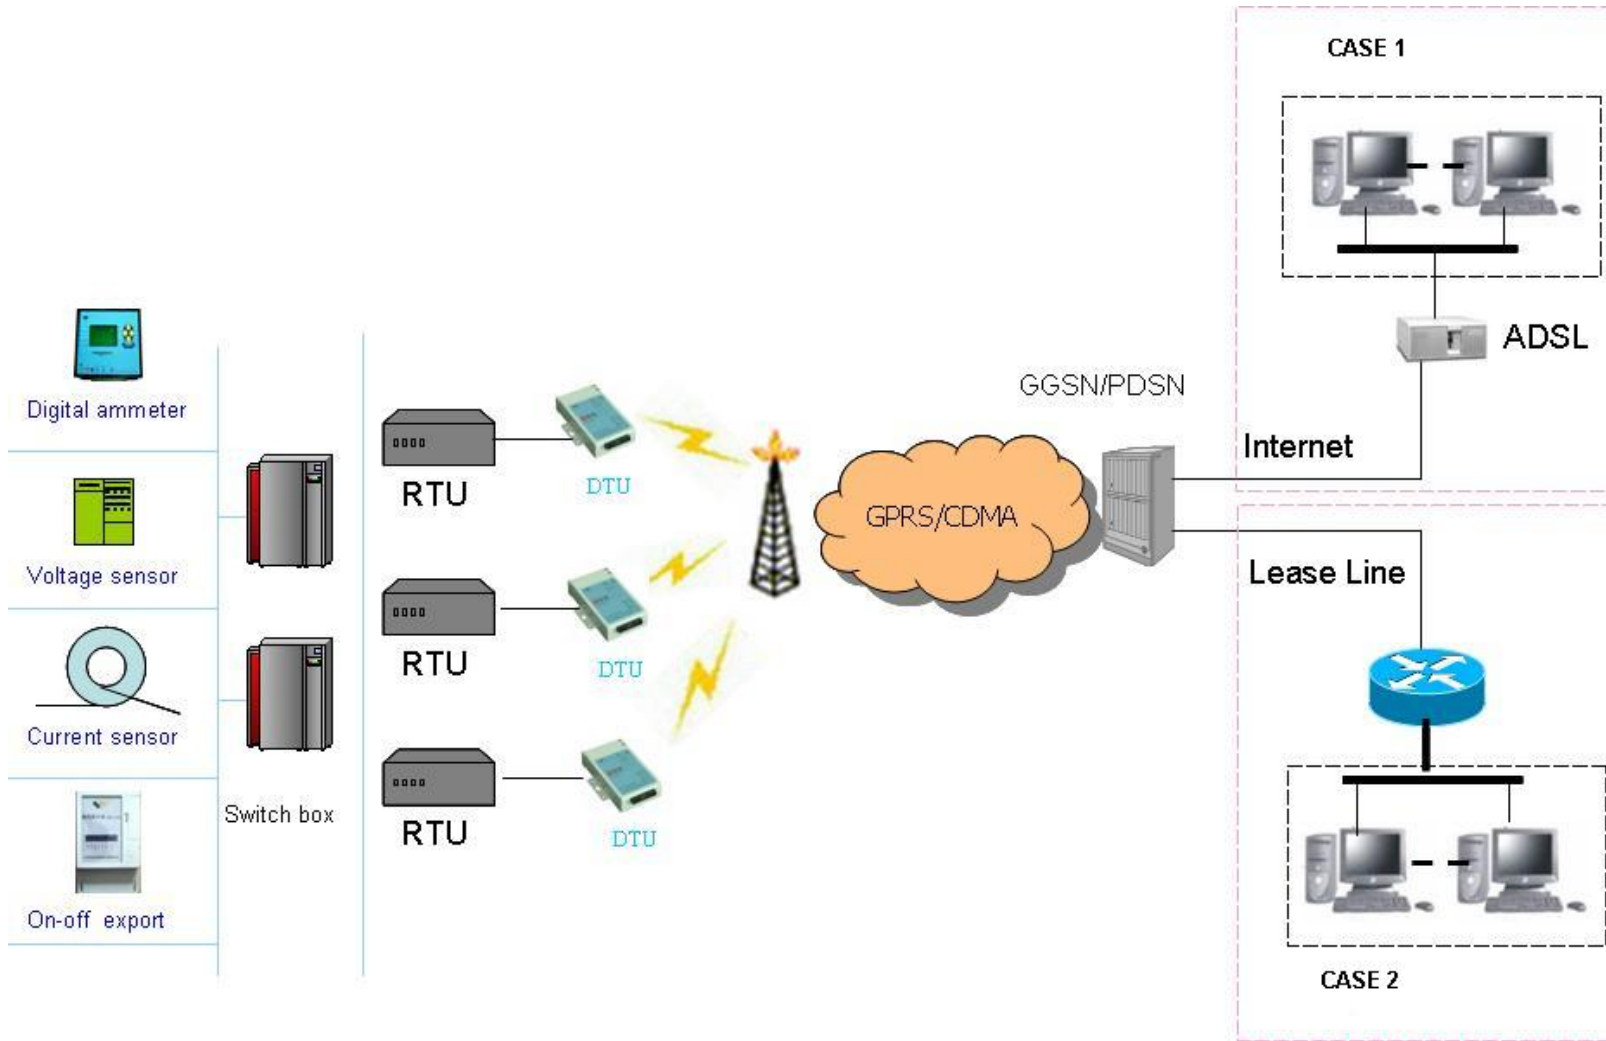 CASE 1
ADSL
GGSN/PDSN
Digital ammeter
Internet
RTU
DTU
GPRS/CDMA
Voltage sensor
Lease Line
RTU
DTU
Current sensor
Switch box
RTU
DTU
On-off export
CASE 2